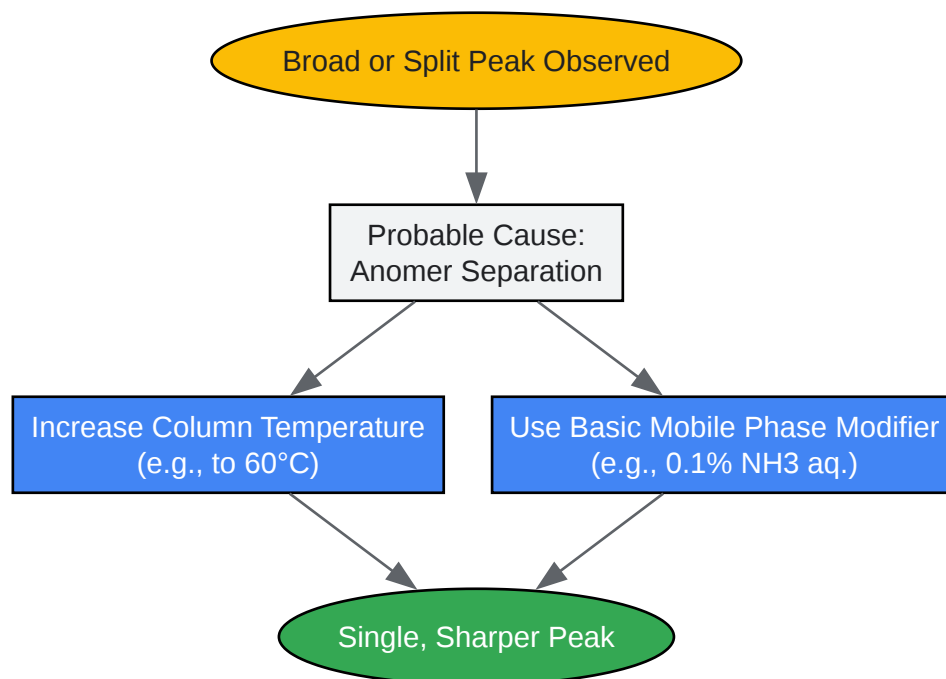 Broad or Split Peak Observed
Probable Cause:
Anomer Separation
Increase Column Temperature
(e.g., to 60°C)
Use Basic Mobile Phase Modifier
(e.g., 0.1% NH3 aq.)
Single, Sharper Peak